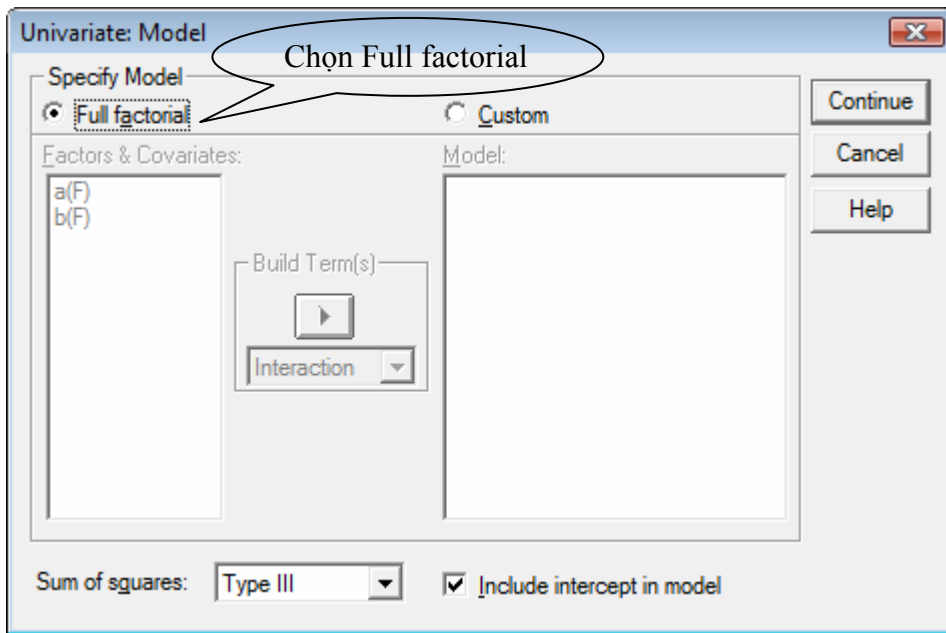 Univariate: Model
Chọn Full factorial
Specify Model
Full factorial
Custom
Continue
Cancel
Help
Factors & Covariates:
Model:
a(F)
b(F)
Build Term(s)
Interaction
Sum of squares:
Type III
Include intercept in model